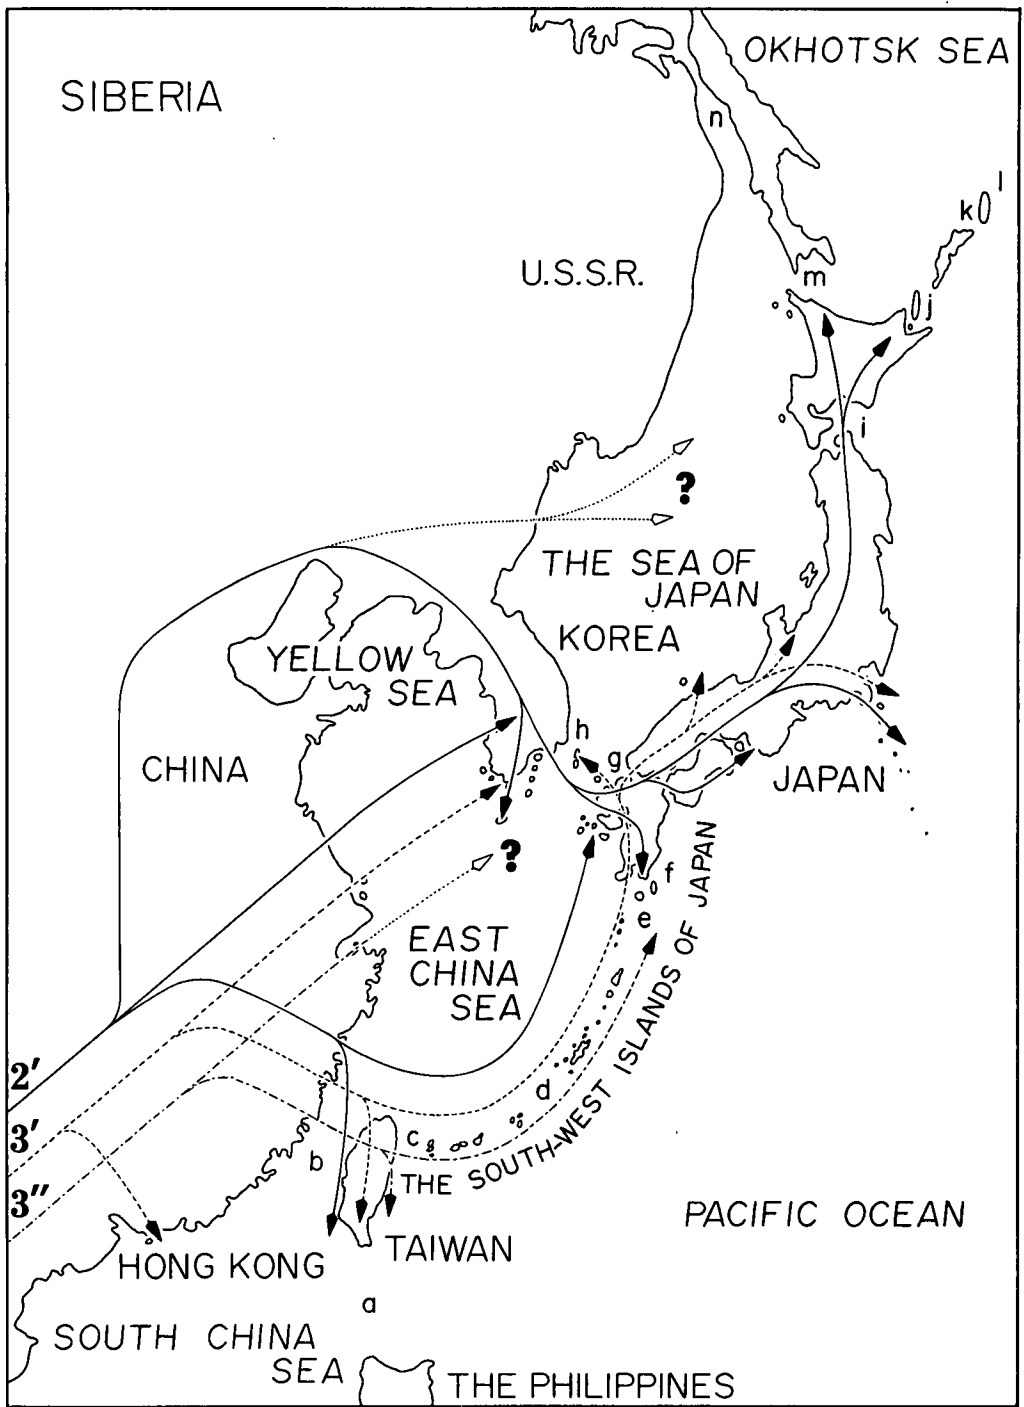 OKHOTSK SEA
SIBERIA
n
l
k
U.S.S.R.
m
j
i
?
THE SEA OF
JAPAN
KOREA
YELLOW
SEA
h
g
CHINA
JAPAN
f
?
e
EAST
CHINA
SEA
THE SOUTH-WEST ISLANDS OF JAPAN
2′
d
3′
c
b
3″
PACIFIC OCEAN
TAIWAN
HONG KONG
a
SOUTH CHINA
SEA
THE PHILIPPINES